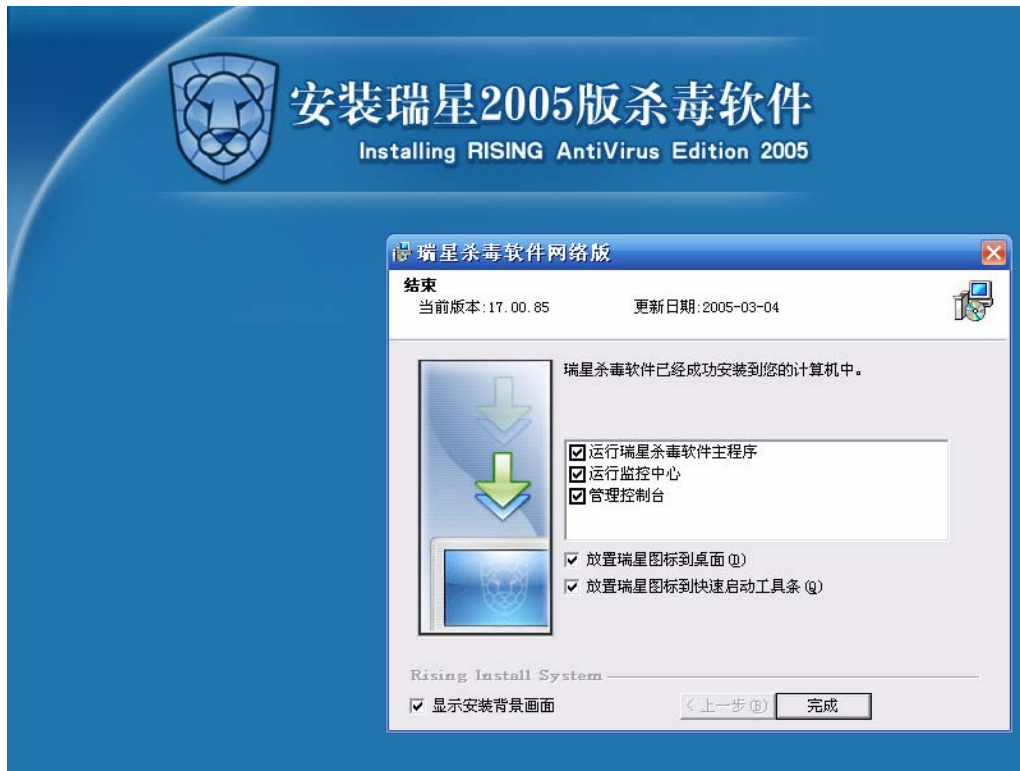 安装瑞星2005版杀毒软件
Installing RISING AntiVirus Edition 2005
瑞星杀毒软件网络版
结束
当前版本:17.00.85 更新日期:2005-03-04
瑞星杀毒软件已经成功安装到您的计算机中。
运行瑞星杀毒软件主程序
运行监控中心
管理控制台
放置瑞星图标到桌面(D)
放置瑞星图标到快速启动工具条(Q)
Rising Install System
显示安装背景画面 <上一步(B) 完成